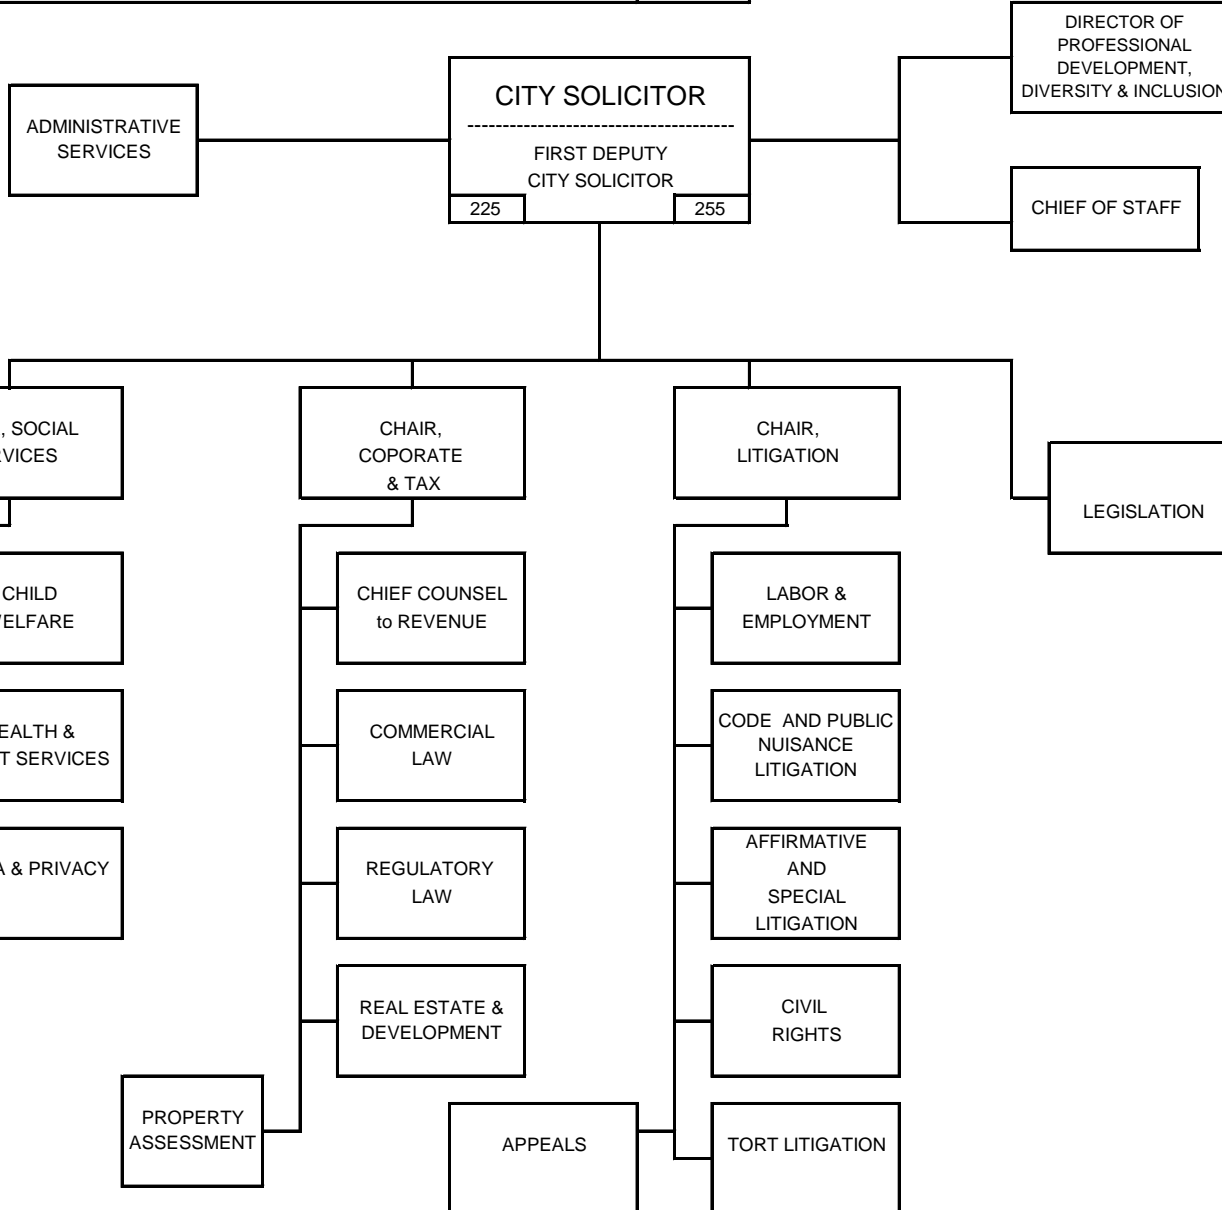 DIRECTOR OF
PROFESSIONAL
DEVELOPMENT,
DIVERSITY & INCLUSION
CITY SOLICITOR
--------------------------------------
FIRST DEPUTY
CITY SOLICITOR
225
255
ADMINISTRATIVE
SERVICES
CHIEF OF STAFF
, SOCIAL
CHAIR,
COPORATE
& TAX
CHAIR,
LITIGATION
LEGISLATION
CHILD
CHIEF COUNSEL
to REVENUE
LABOR &
EMPLOYMENT
&
SERVICES
COMMERCIAL
LAW
CODE AND PUBLIC
NUISANCE
LITIGATION
& PRIVACY
REGULATORY
LAW
AFFIRMATIVE
AND
SPECIAL
LITIGATION
REAL ESTATE &
DEVELOPMENT
CIVIL
RIGHTS
PROPERTY
ASSESSMENT
APPEALS
TORT LITIGATION